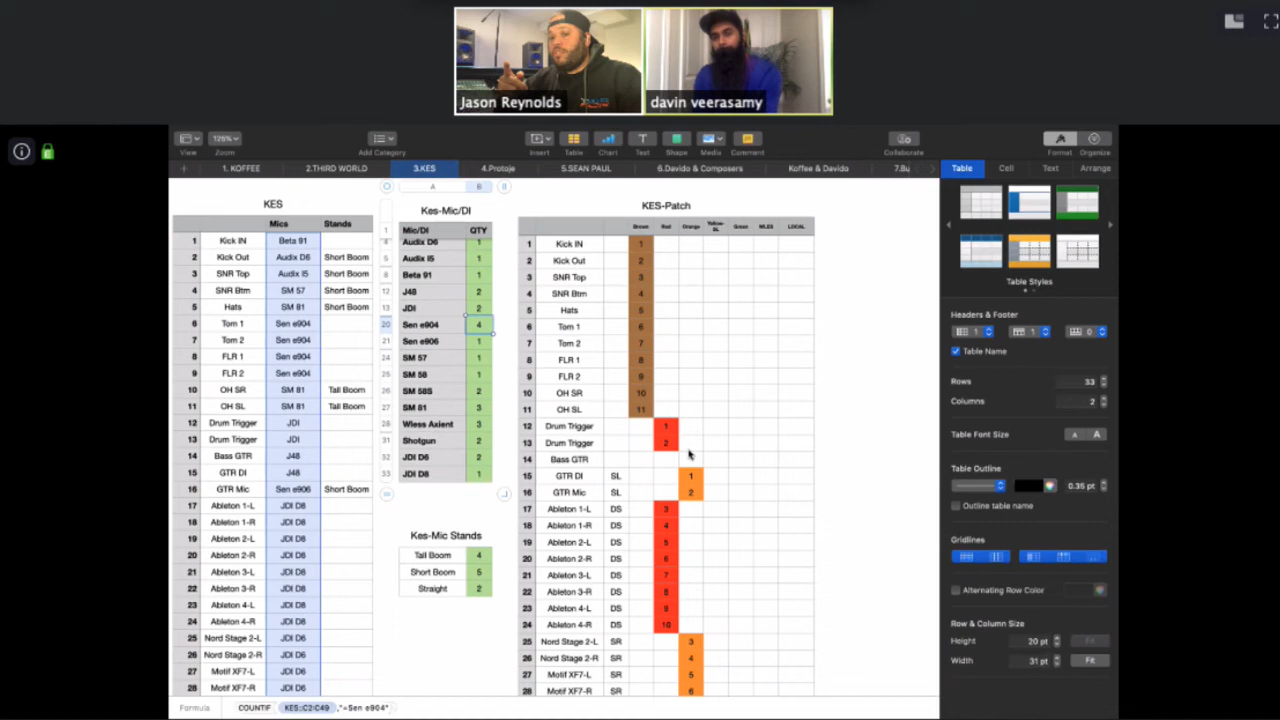 Jason Reynolds
davin veerasamy
125%
View Zoom Add Category Insert Table Chart Text Shape Media Comment Collaborate Format Organize
+ 1. KOFFEE 2.THIRD WORLD 3.KES 4.Protoje 5.SEAN PAUL 6.Davido & Composers Koffee & Davido 7.Bu
Table Cell Text Arrange
KES
Mics Stands
1 Kick IN Beta 91
2 Kick Out Audix D6 Short Boom
3 SNR Top Audix I5 Short Boom
4 SNR Btm SM 57 Short Boom
5 Hats SM 81 Short Boom
6 Tom 1 Sen e904
7 Tom 2 Sen e904
8 FLR 1 Sen e904
9 FLR 2 Sen e904
10 OH SR SM 81 Tall Boom
11 OH SL SM 81 Tall Boom
12 Drum Trigger JDI
13 Drum Trigger JDI
14 Bass GTR J48
15 GTR DI J48
16 GTR Mic Sen e906 Short Boom
17 Ableton 1-L JDI D8
18 Ableton 1-R JDI D8
19 Ableton 2-L JDI D8
20 Ableton 2-R JDI D8
21 Ableton 3-L JDI D8
22 Ableton 3-R JDI D8
23 Ableton 4-L JDI D8
24 Ableton 4-R JDI D8
25 Nord Stage 2-L JDI D6
26 Nord Stage 2-R JDI D6
27 Motif XF7-L JDI D6
28 Motif XF7-R JDI D6
A B
Kes-Mic/DI
1 Mic/DI QTY
Audix D6 1
Audix I5 1
Beta 91 1
12 J48 2
13 JDI 2
20 Sen e904 4
21 Sen e906 1
24 SM 57 1
25 SM 58 1
26 SM 58S 2
27 SM 81 3
28 Wless Axient 3
31 Shotgun 2
32 JDI D6 2
33 JDI D8 1
Kes-Mic Stands
Tall Boom 4
Short Boom 5
Straight 2
KES-Patch
Brown Red Orange Yellow-SL Green WLES LOCAL
1 Kick IN 1
2 Kick Out 2
3 SNR Top 3
4 SNR Btm 4
5 Hats 5
6 Tom 1 6
7 Tom 2 7
8 FLR 1 8
9 FLR 2 9
10 OH SR 10
11 OH SL 11
12 Drum Trigger 1
13 Drum Trigger 2
14 Bass GTR
15 GTR DI SL 1
16 GTR Mic SL 2
17 Ableton 1-L DS 3
18 Ableton 1-R DS 4
19 Ableton 2-L DS 5
20 Ableton 2-R DS 6
21 Ableton 3-L DS 7
22 Ableton 3-R DS 8
23 Ableton 4-L DS 9
24 Ableton 4-R DS 10
25 Nord Stage 2-L SR 3
26 Nord Stage 2-R SR 4
27 Motif XF7-L SR 5
28 Motif XF7-R SR 6
Table Styles
Headers & Footer
1 1 0
Table Name
Rows 33
Columns 2
Table Font Size A A
Table Outline
0.35 pt
Outline table name
Gridlines
Alternating Row Color
Row & Column Size
Height 20 pt Fit
Width 31 pt Fit
Formula COUNTIF KES::C2:C49 ,"=Sen e904"